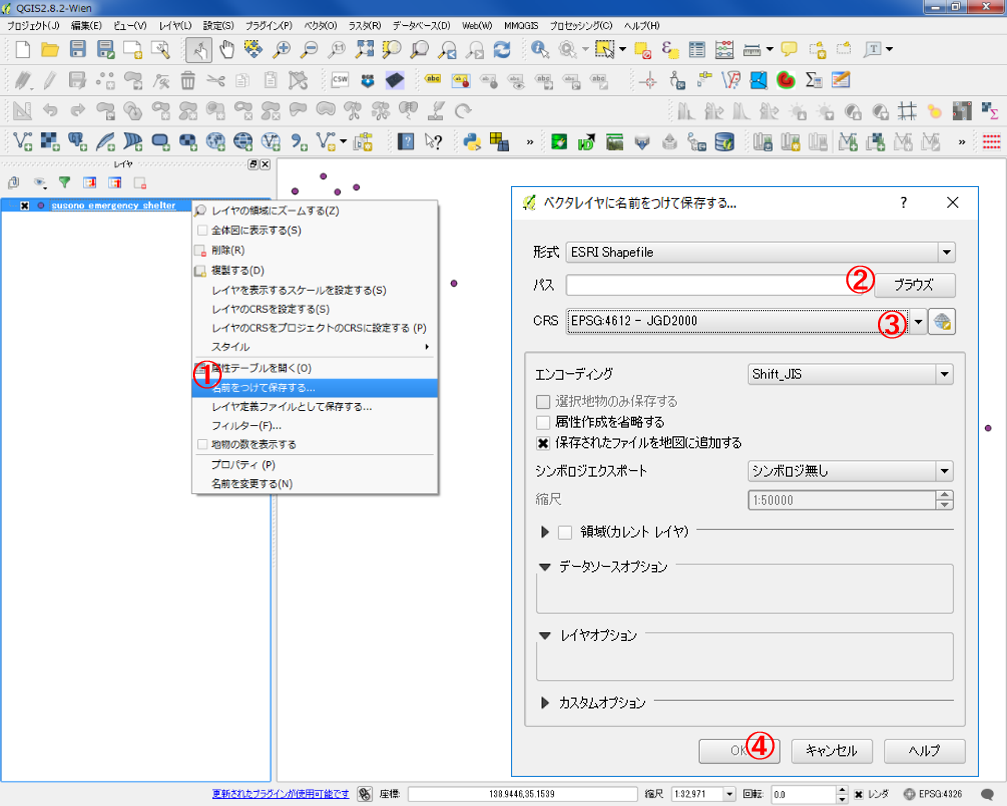 QGIS2.8.2-Wien
プロジェクト(J) 編集(E) ビュー(V) レイヤ(L) 設定(S) プラグイン(P) ベクタ(O) ラスタ(R) データベース(D) Web(W) MMQGIS プロセッシング(C) ヘルプ(H)
CSW abc
レイヤ
susono_emergency_shelter
レイヤの領域にズームする(Z)
全体図に表示する(S)
削除(R)
複製する(D)
レイヤを表示するスケールを設定する(S)
レイヤのCRSを設定する(S)
レイヤのCRSをプロジェクトのCRSに設定する (P)
スタイル
① 属性テーブルを開く(O)
名前をつけて保存する...
レイヤ定義ファイルとして保存する...
フィルター(F)...
地物の数を表示する
プロパティ (P)
名前を変更する(N)
ベクタレイヤに名前をつけて保存する... ?
形式 ESRI Shapefile
パス ② ブラウズ
CRS EPSG:4612 - JGD2000 ③
エンコーディング Shift_JIS
選択地物のみ保存する
属性作成を省略する
保存されたファイルを地図に追加する
シンボロジエクスポート シンボロジ無し
縮尺 1:50000
領域(カレント レイヤ)
データソースオプション
レイヤオプション
カスタムオプション
OK ④ キャンセル ヘルプ
更新されたプラグインが使用可能です 座標: 138.9446,35.1539 縮尺 1:32,971 回転: 0.0 レンダ EPSG:4326